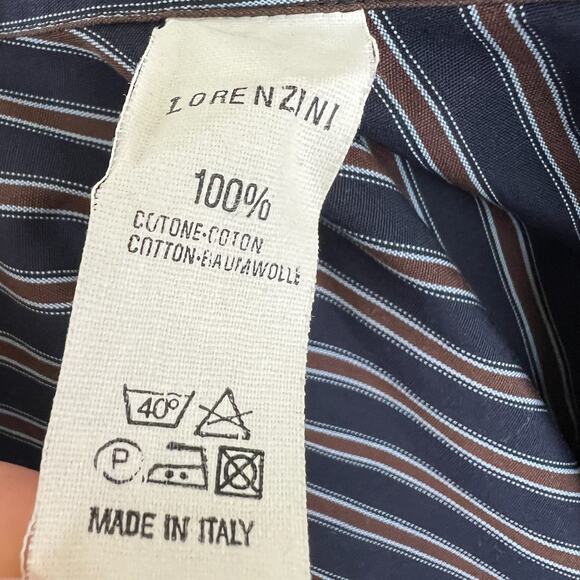 LORENZINI
100%
COTONE·COTON
COTTON·BAUMWOLLE
40°
P
MADE IN ITALY